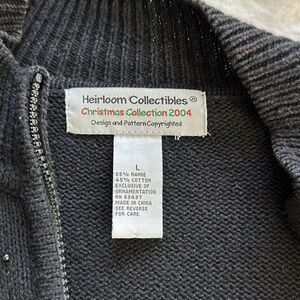 Heirloom Collectibles®
Christmas Collection 2004
Design and Pattern Copyrighted
L
55% RAMIE
45% COTTON
EXCLUSIVE OF
ORNAMENTATION
RN 83437
MADE IN CHINA
SEE REVERSE
FOR CARE